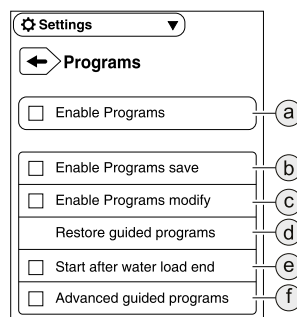 Settings
Programs
Enable Programs a
Enable Programs save b
Enable Programs modify c
Restore guided programs d
Start after water load end e
Advanced guided programs f